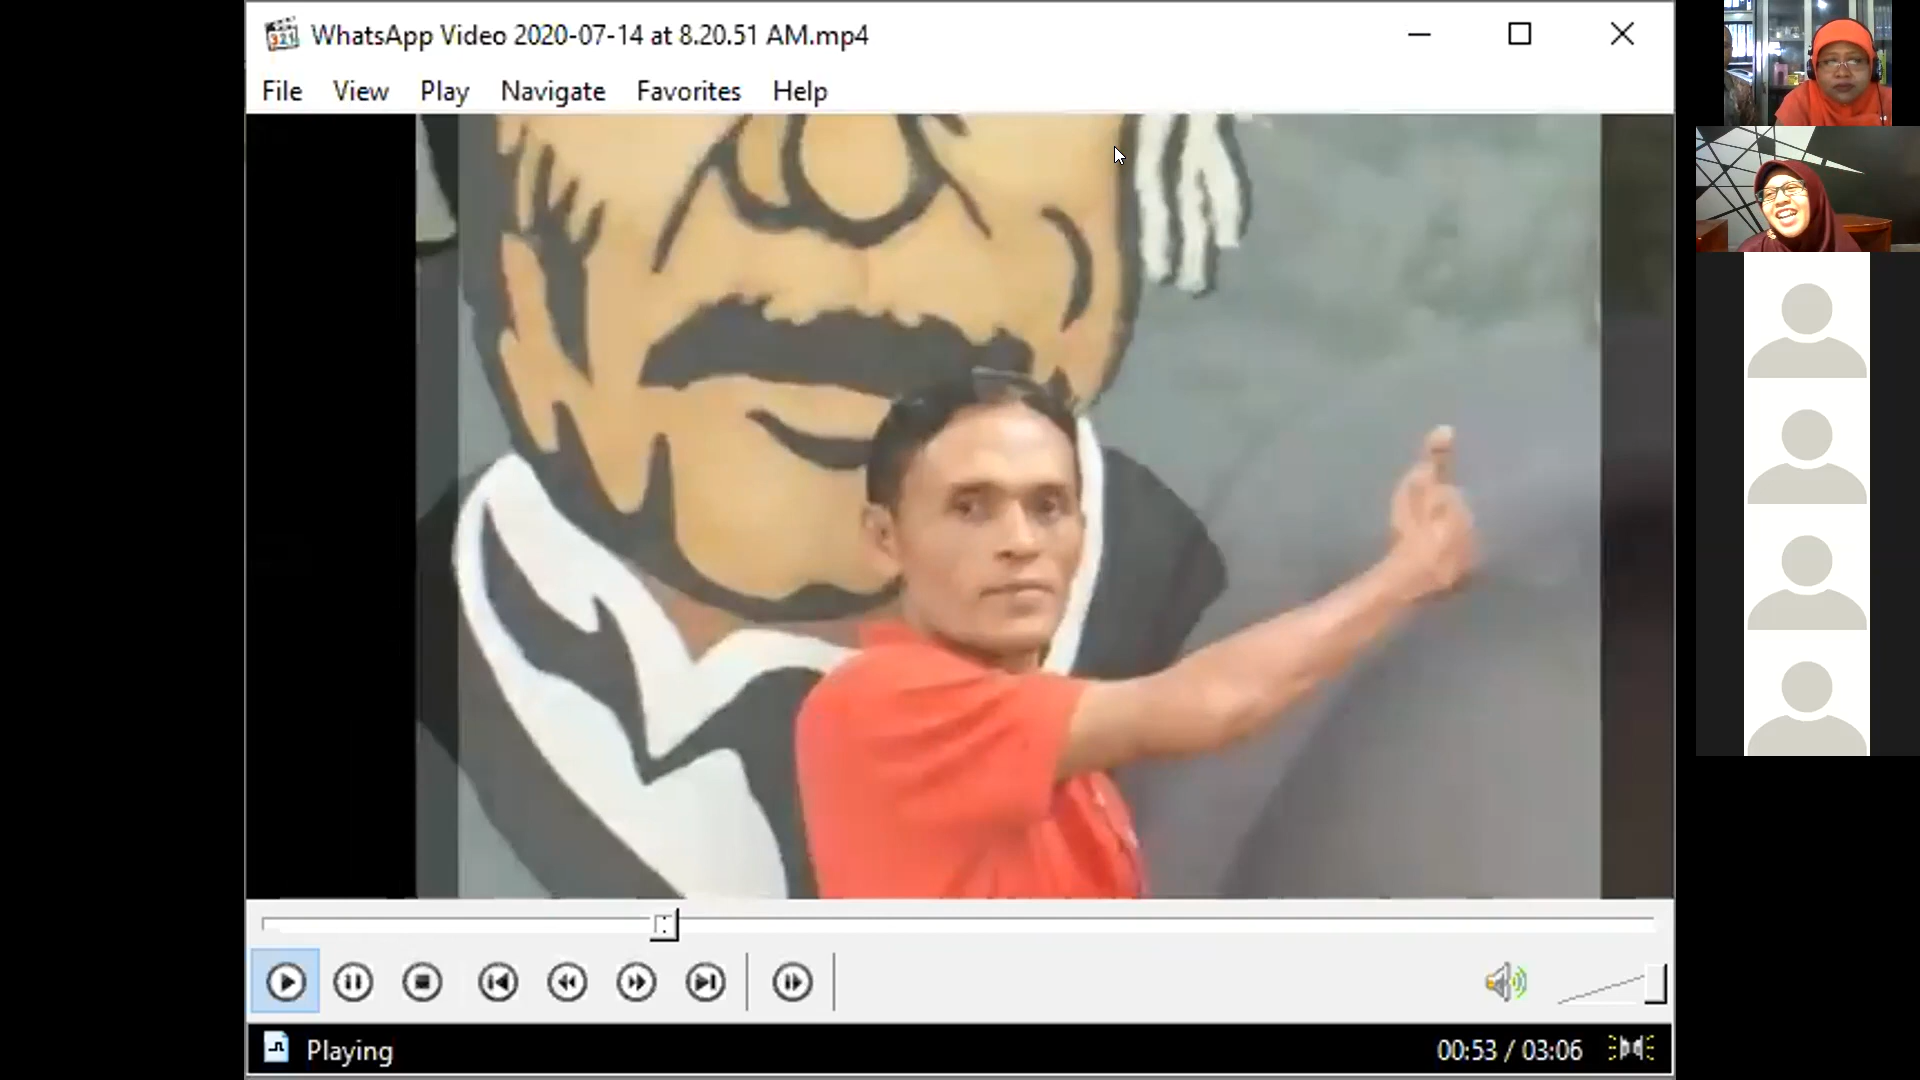 WhatsApp Video 2020-07-14 at 8.20.51 AM.mp4
File View Play Navigate Favorites Help
Playing
00:53 / 03:06